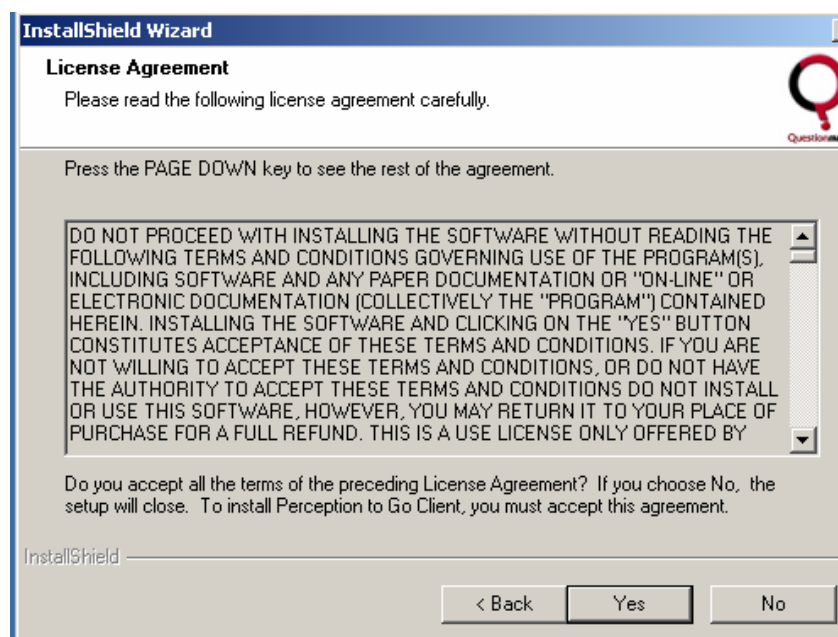 InstallShield Wizard
License Agreement
Please read the following license agreement carefully.
Press the PAGE DOWN key to see the rest of the agreement.
DO NOT PROCEED WITH INSTALLING THE SOFTWARE WITHOUT READING THE
FOLLOWING TERMS AND CONDITIONS GOVERNING USE OF THE PROGRAM(S),
INCLUDING SOFTWARE AND ANY PAPER DOCUMENTATION OR "ON-LINE" OR
ELECTRONIC DOCUMENTATION (COLLECTIVELY THE "PROGRAM") CONTAINED
HEREIN. INSTALLING THE SOFTWARE AND CLICKING ON THE "YES" BUTTON
CONSTITUTES ACCEPTANCE OF THESE TERMS AND CONDITIONS. IF YOU ARE
NOT WILLING TO ACCEPT THESE TERMS AND CONDITIONS, OR DO NOT HAVE
THE AUTHORITY TO ACCEPT THESE TERMS AND CONDITIONS DO NOT INSTALL
OR USE THIS SOFTWARE, HOWEVER, YOU MAY RETURN IT TO YOUR PLACE OF
PURCHASE FOR A FULL REFUND. THIS IS A USE LICENSE ONLY OFFERED BY
Do you accept all the terms of the preceding License Agreement? If you choose No, the
setup will close. To install Perception to Go Client, you must accept this agreement.
InstallShield
< Back
Yes
No